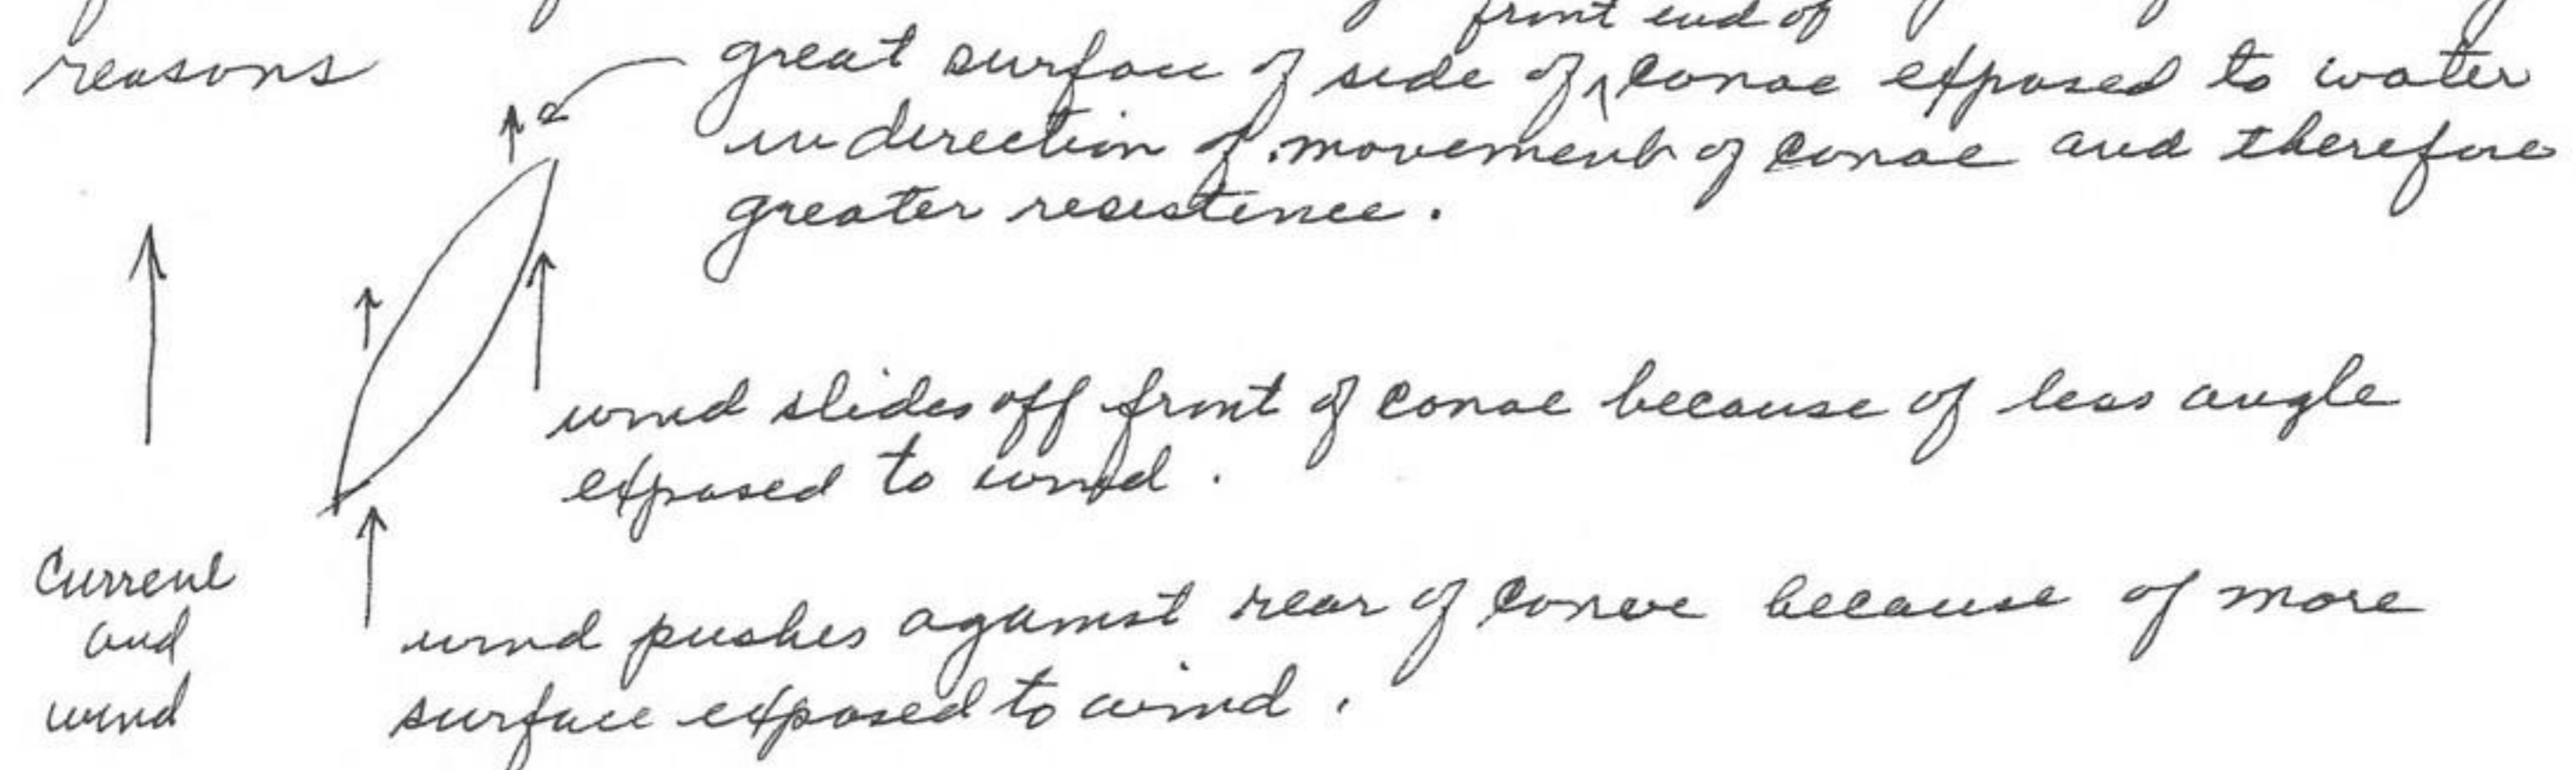 reasons
front end of
great surface of side of ^ canoe exposed to water
in direction of movement of canoe and therefore
greater resistence.
wind slides off front of canoe because of less angle
exposed to wind.
Current
and
wind
wind pushes against rear of canoe because of more
surface exposed to wind.